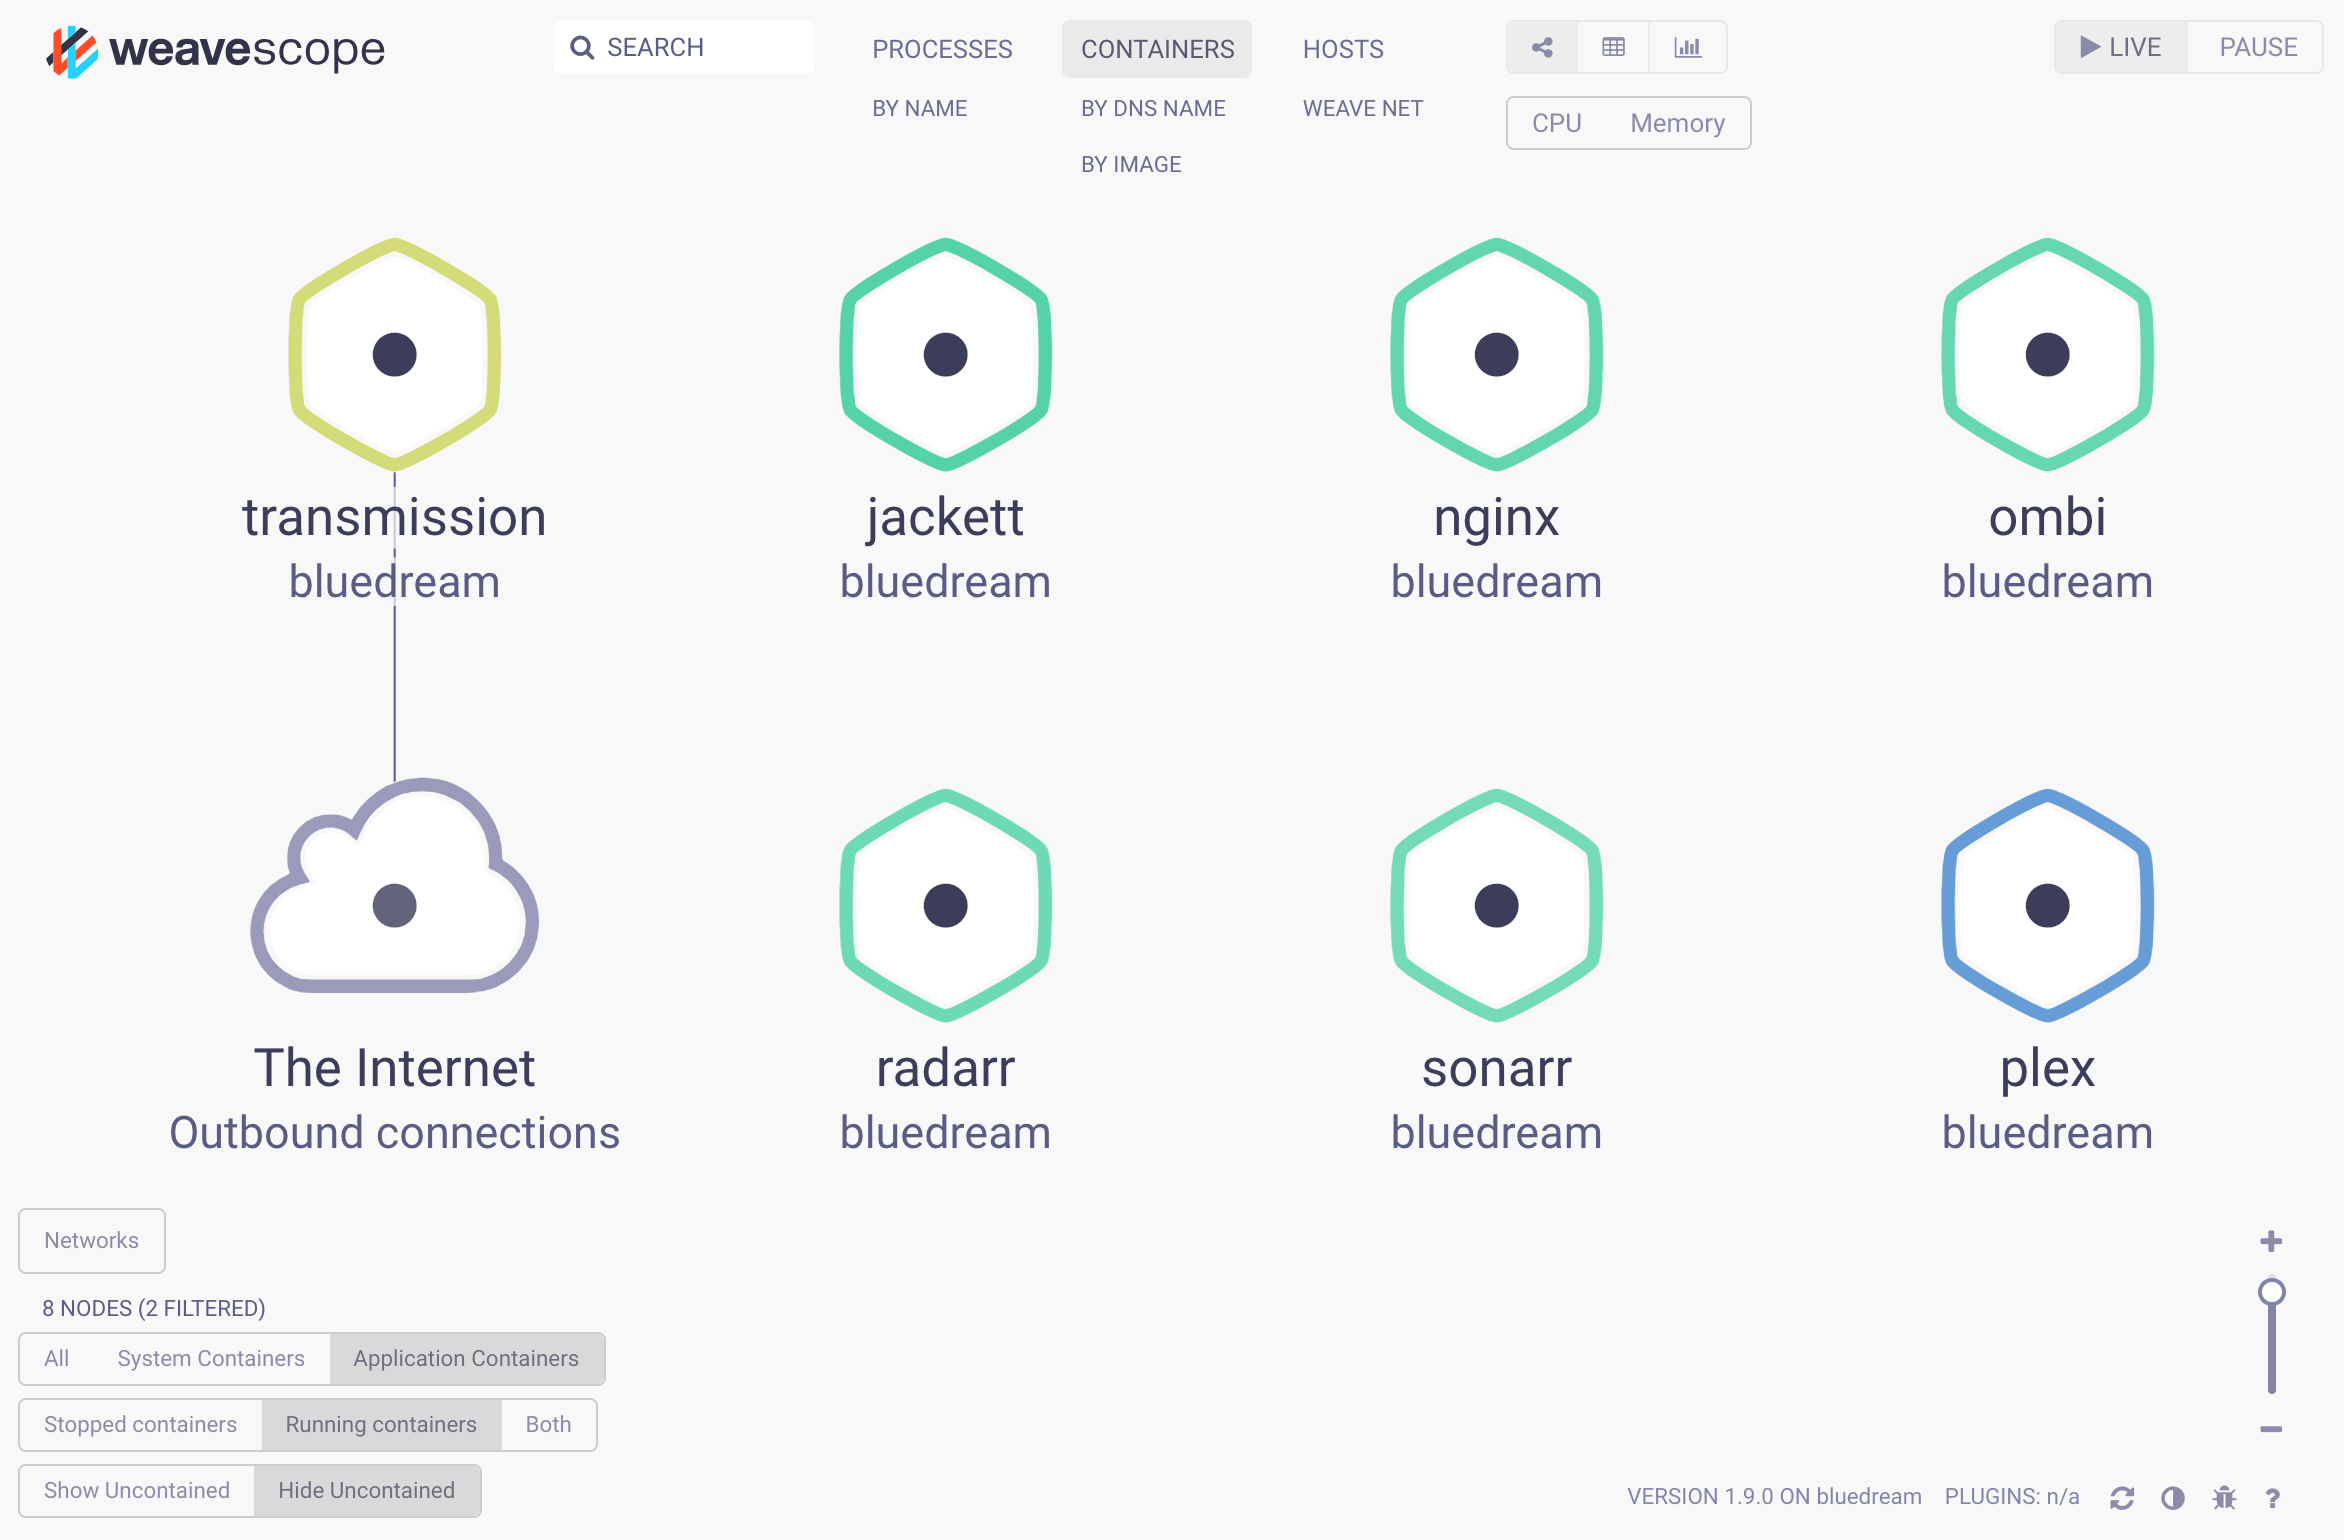 weavescope
SEARCH
PROCESSES
BY NAME
CONTAINERS
BY DNS NAME
BY IMAGE
HOSTS
WEAVE NET
CPU Memory
LIVE PAUSE
transmission
bluedream
jackett
bluedream
nginx
bluedream
ombi
bluedream
The Internet
Outbound connections
radarr
bluedream
sonarr
bluedream
plex
bluedream
Networks
8 NODES (2 FILTERED)
All System Containers Application Containers
Stopped containers Running containers Both
Show Uncontained Hide Uncontained
VERSION 1.9.0 ON bluedream PLUGINS: n/a ?